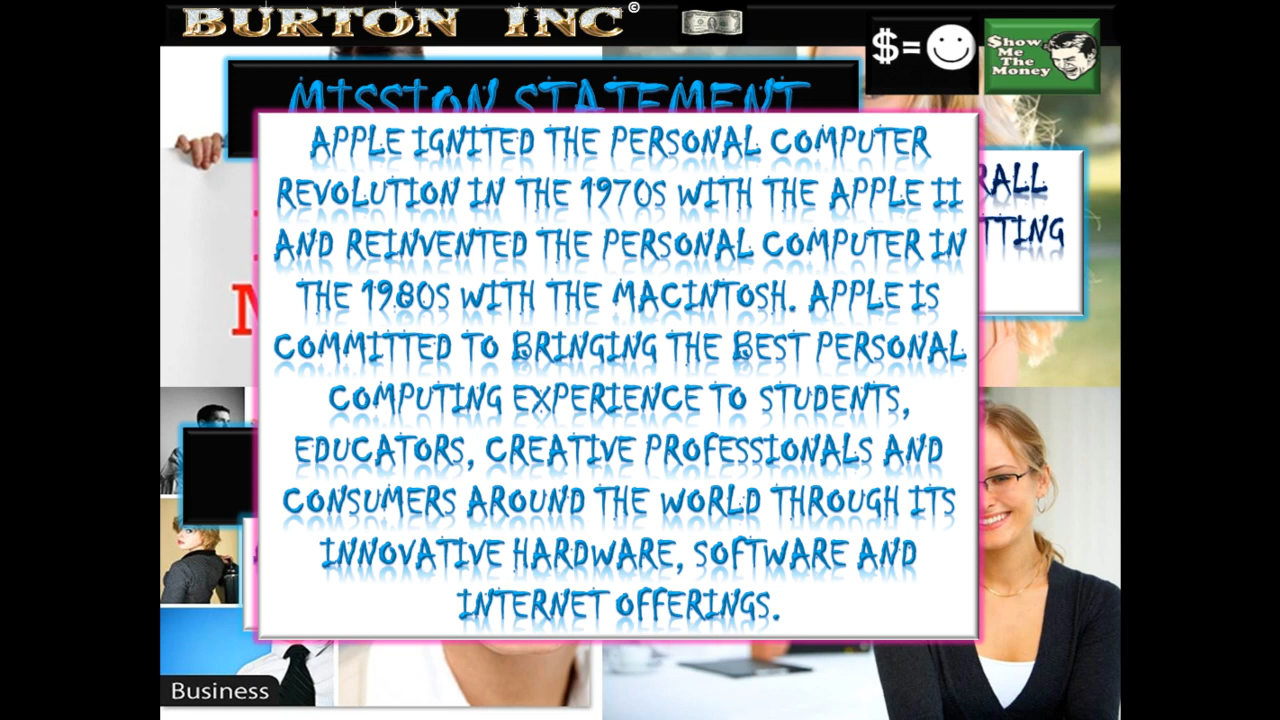 BURTON INC©
$=
Show
Me
The
Money
MISSION STATEMENT
APPLE IGNITED THE PERSONAL COMPUTER
REVOLUTION IN THE 1970S WITH THE APPLE II
AND REINVENTED THE PERSONAL COMPUTER IN
THE 1980S WITH THE MACINTOSH. APPLE IS
COMMITTED TO BRINGING THE BEST PERSONAL
COMPUTING EXPERIENCE TO STUDENTS,
EDUCATORS, CREATIVE PROFESSIONALS AND
CONSUMERS AROUND THE WORLD THROUGH ITS
INNOVATIVE HARDWARE, SOFTWARE AND
INTERNET OFFERINGS.
Business